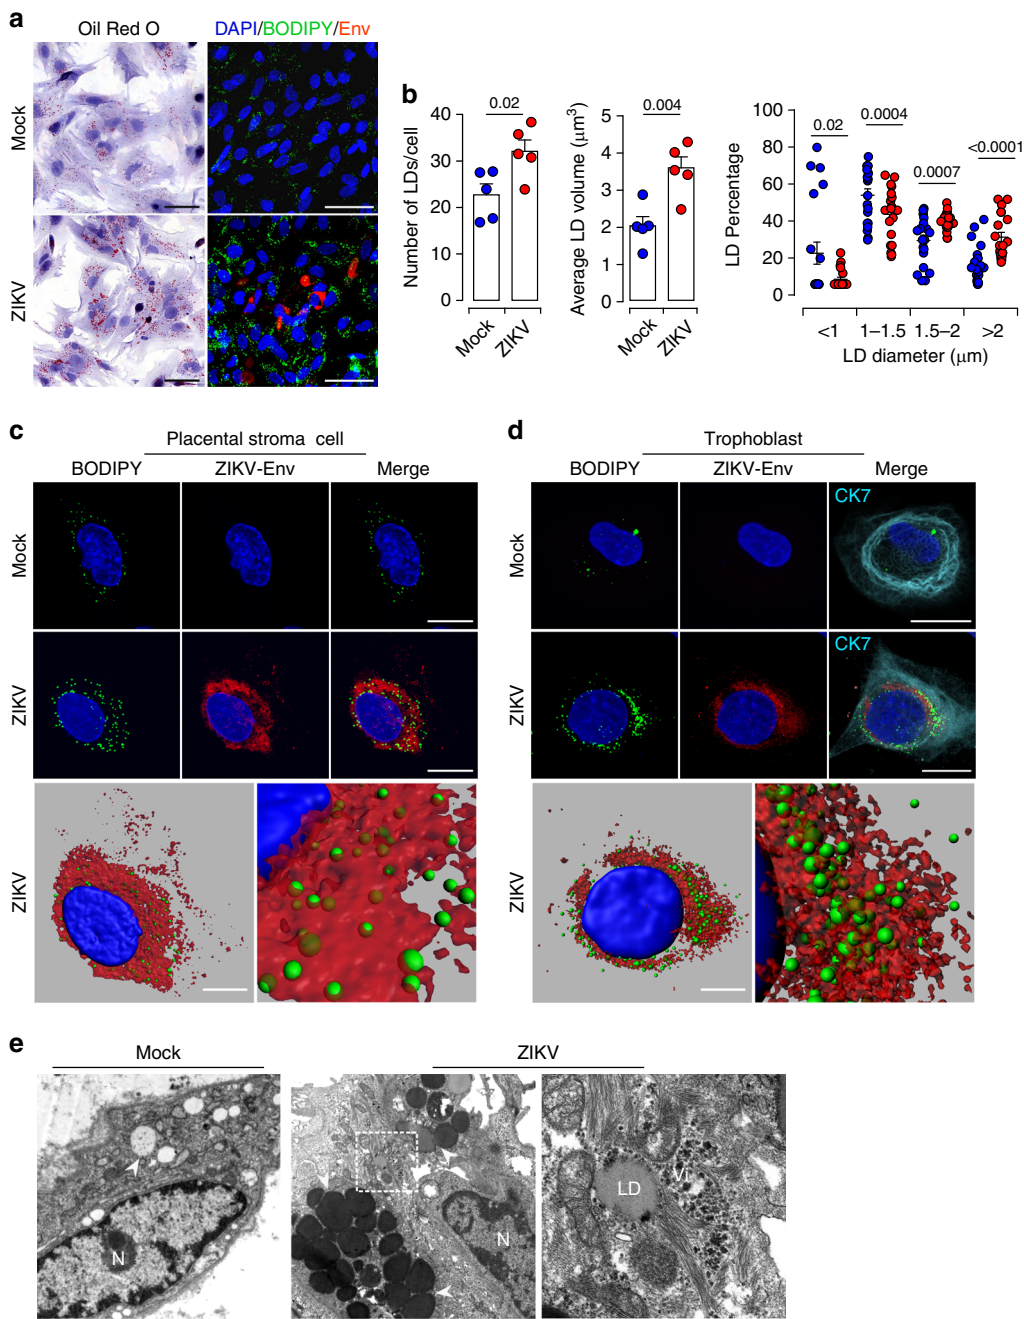 a
Oil Red O
DAPI/BODIPY/Env
Mock
ZIKV
b
Number of LDs/cell
40
30
20
10
0
0.02
Mock
ZIKV
Average LD volume (μm³)
5
4
3
2
1
0
0.004
Mock
ZIKV
LD Percentage
100
80
60
40
20
0
0.02
0.0004
0.0007
<0.0001
<1
1–1.5
1.5–2
>2
LD diameter (μm)
c
Placental stroma cell
BODIPY
ZIKV-Env
Merge
Mock
ZIKV
ZIKV
d
Trophoblast
BODIPY
ZIKV-Env
Merge
Mock
CK7
ZIKV
CK7
ZIKV
e
Mock
ZIKV
N
N
LD
Vi